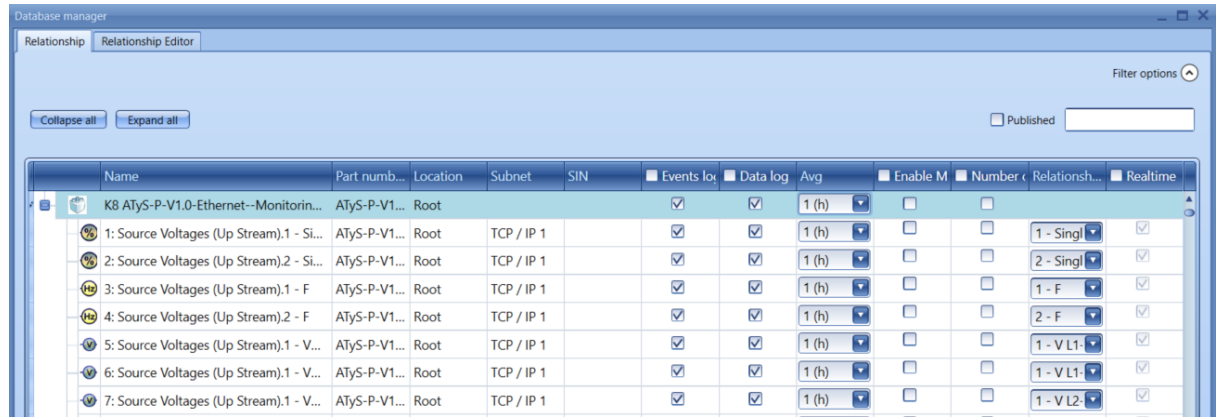 Database manager
Relationship Relationship Editor
Filter options
Collapse all Expand all Published
Name Part numb... Location Subnet SIN Events log Data log Avg Enable M Number Relationsh... Realtime
K8 ATyS-P-V1.0-Ethernet--Monitorin... ATyS-P-V1... Root 1 (h)
1: Source Voltages (Up Stream).1 - Si... ATyS-P-V1... Root TCP / IP 1 1 (h) 1 - Singl
2: Source Voltages (Up Stream).2 - Si... ATyS-P-V1... Root TCP / IP 1 1 (h) 2 - Singl
3: Source Voltages (Up Stream).1 - F ATyS-P-V1... Root TCP / IP 1 1 (h) 1 - F
4: Source Voltages (Up Stream).2 - F ATyS-P-V1... Root TCP / IP 1 1 (h) 2 - F
5: Source Voltages (Up Stream).1 - V... ATyS-P-V1... Root TCP / IP 1 1 (h) 1 - V L1-
6: Source Voltages (Up Stream).1 - V... ATyS-P-V1... Root TCP / IP 1 1 (h) 1 - V L1-
7: Source Voltages (Up Stream).1 - V... ATyS-P-V1... Root TCP / IP 1 1 (h) 1 - V L2-